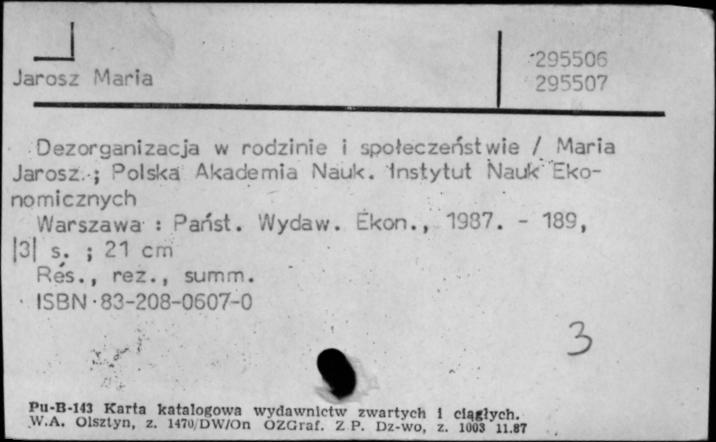 295506
Jarosz Maria
295507
Dezorganizacja w rodzinie i społeczeństwie / Maria
Jarosz ; Polska Akademia Nauk. Instytut Nauk Eko-
nomicznych
Warszawa : Państ. Wydaw. Ekon., 1987. - 189,
|3| s. ; 21 cm
Rés., rez., summ.
ISBN 83-208-0607-0
3
Pu-B-143 Karta katalogowa wydawnictw zwartych i ciągłych.
W.A. Olsztyn, z. 1470/DW/On OZGraf. Z P. Dz-wo, z. 1003 11.87